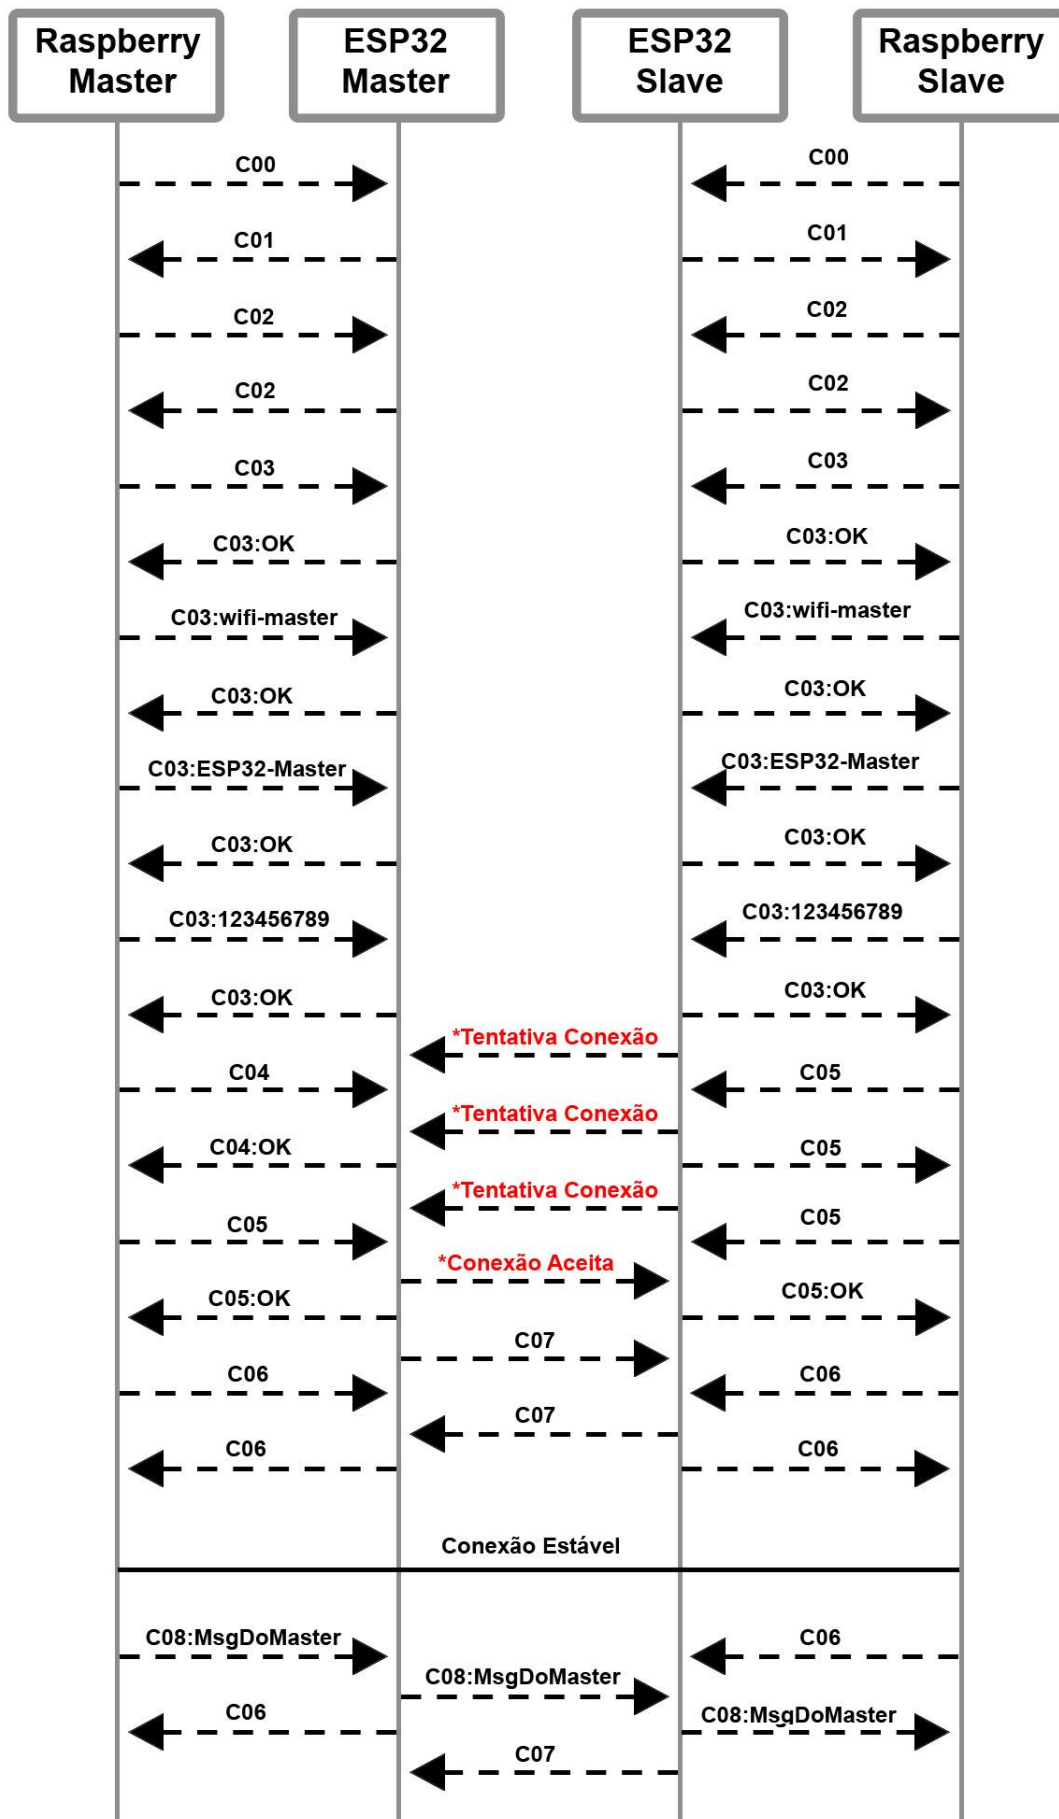 Raspberry
Master
ESP32
Master
ESP32
Slave
Raspberry
Slave
C00
C00
C01
C01
C02
C02
C02
C02
C03
C03
C03:OK
C03:OK
C03:wifi-master
C03:wifi-master
C03:OK
C03:OK
C03:ESP32-Master
C03:ESP32-Master
C03:OK
C03:OK
C03:123456789
C03:123456789
C03:OK
C03:OK
*Tentativa Conexão
C04
C05
*Tentativa Conexão
C04:OK
C05
*Tentativa Conexão
C05
C05
*Conexão Aceita
C05:OK
C05:OK
C07
C06
C06
C07
C06
C06
Conexão Estável
C08:MsgDoMaster
C06
C08:MsgDoMaster
C06
C08:MsgDoMaster
C07